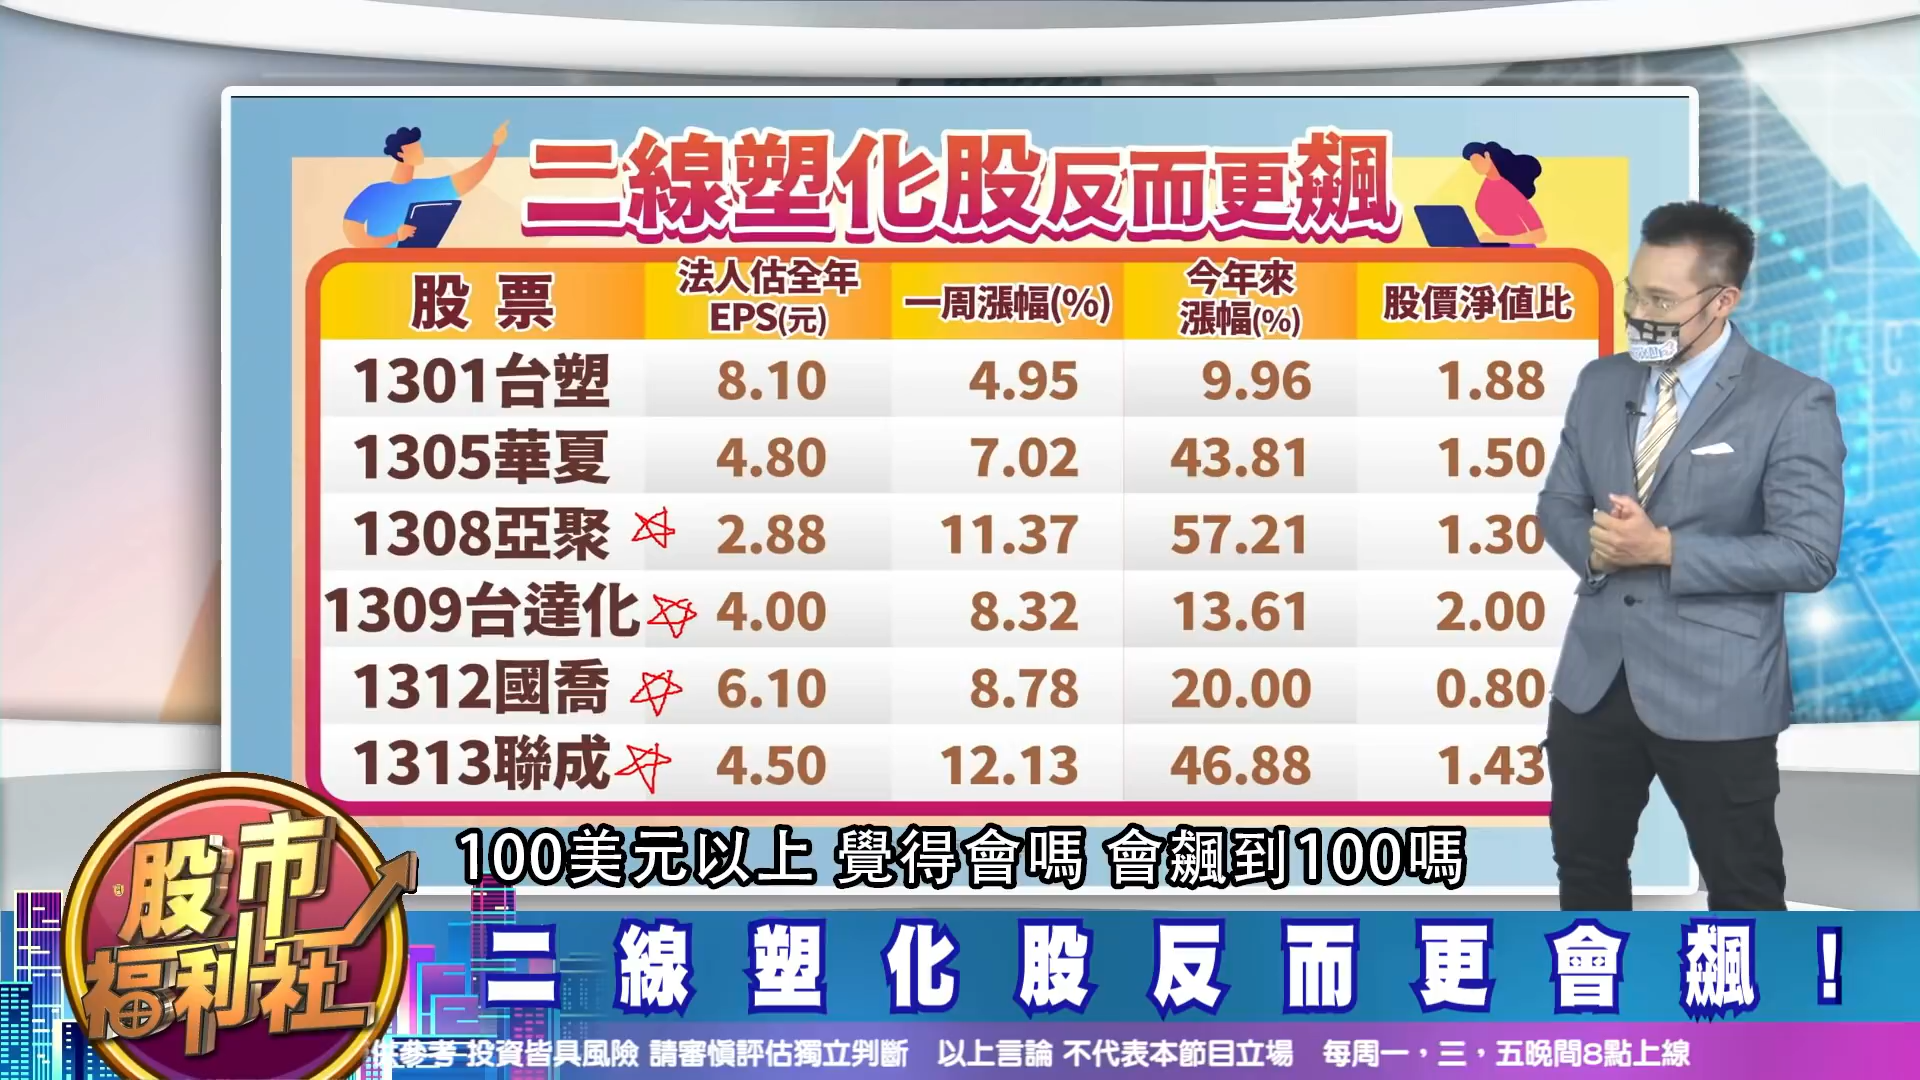 二線塑化股反而更飆
股票 法人估全年EPS(元) 一周漲幅(%) 今年來漲幅(%) 股價淨值比
1301台塑 8.10 4.95 9.96 1.88
1305華夏 4.80 7.02 43.81 1.50
1308亞聚 2.88 11.37 57.21 1.30
1309台達化 4.00 8.32 13.61 2.00
1312國喬 6.10 8.78 20.00 0.80
1313聯成 4.50 12.13 46.88 1.43
100美元以上 覺得會嗎 會飆到100嗎
股市
福利社
二線塑化股反而更會飆!
供參考 投資皆具風險 請審慎評估獨立判斷 以上言論 不代表本節目立場 每周一,三,五晚間8點上線